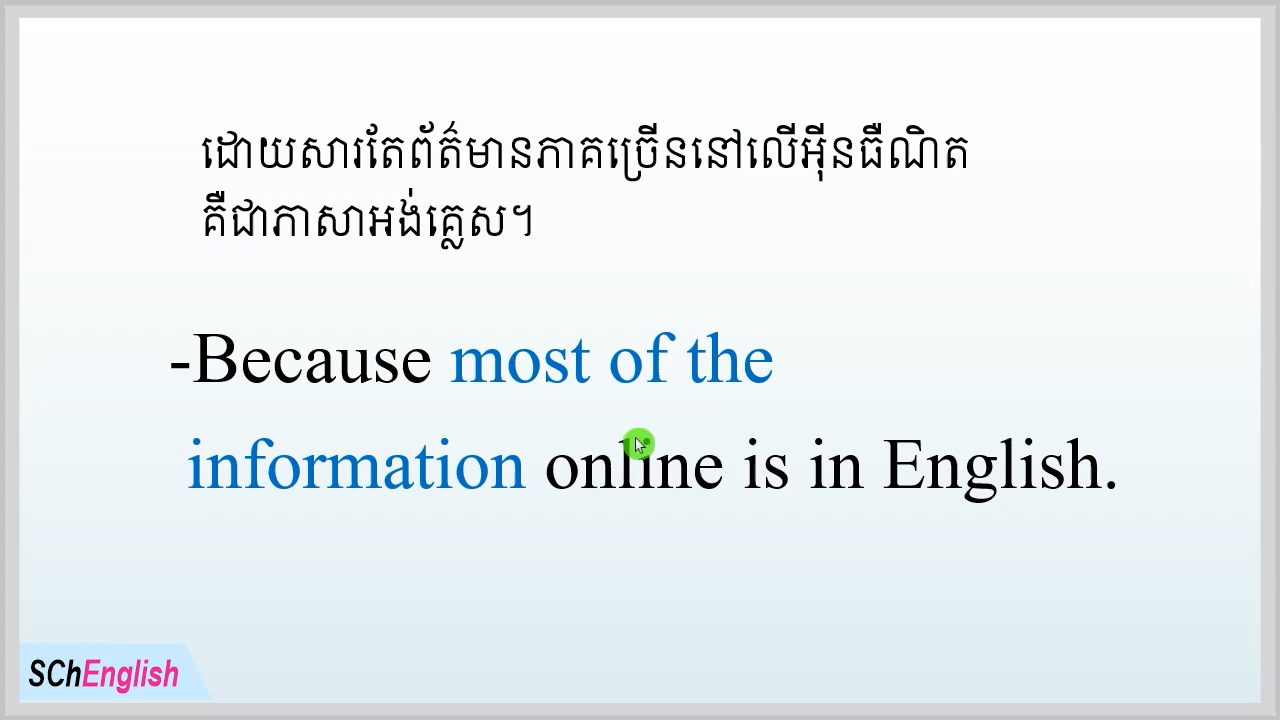 ដោយសារតែព័ត៌មានភាគច្រើននៅលើអ៊ីនធឺណិត
គឺជាភាសាអង់គ្លេស។
-Because most of the
information online is in English.
SChEnglish